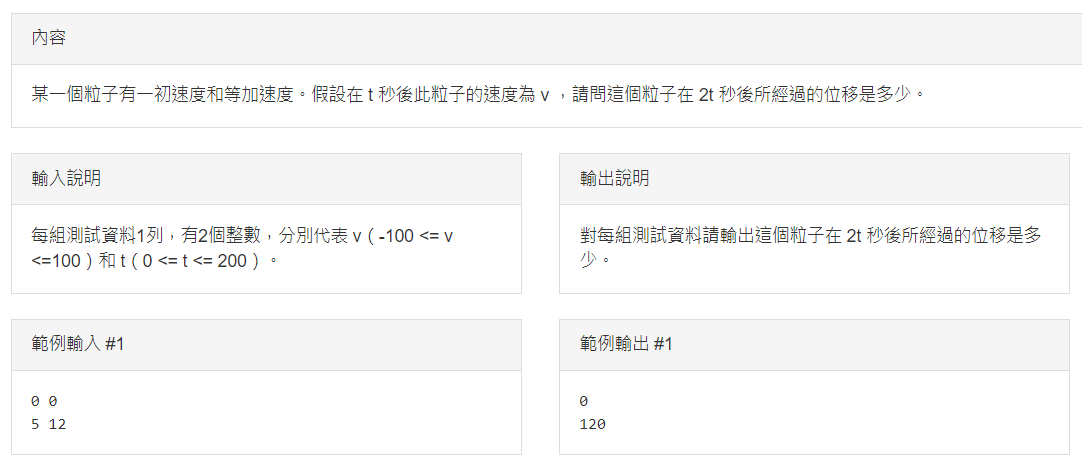 內容
某一個粒子有一初速度和等加速度。假設在 t 秒後此粒子的速度為 v ，請問這個粒子在 2t 秒後所經過的位移是多少。
輸入說明
每組測試資料1列，有2個整數，分別代表 v ( -100 <= v
<=100 ) 和 t ( 0 <= t <= 200 ) 。
輸出說明
對每組測試資料請輸出這個粒子在 2t 秒後所經過的位移是多
少。
範例輸入 #1
0 0
5 12
範例輸出 #1
0
120